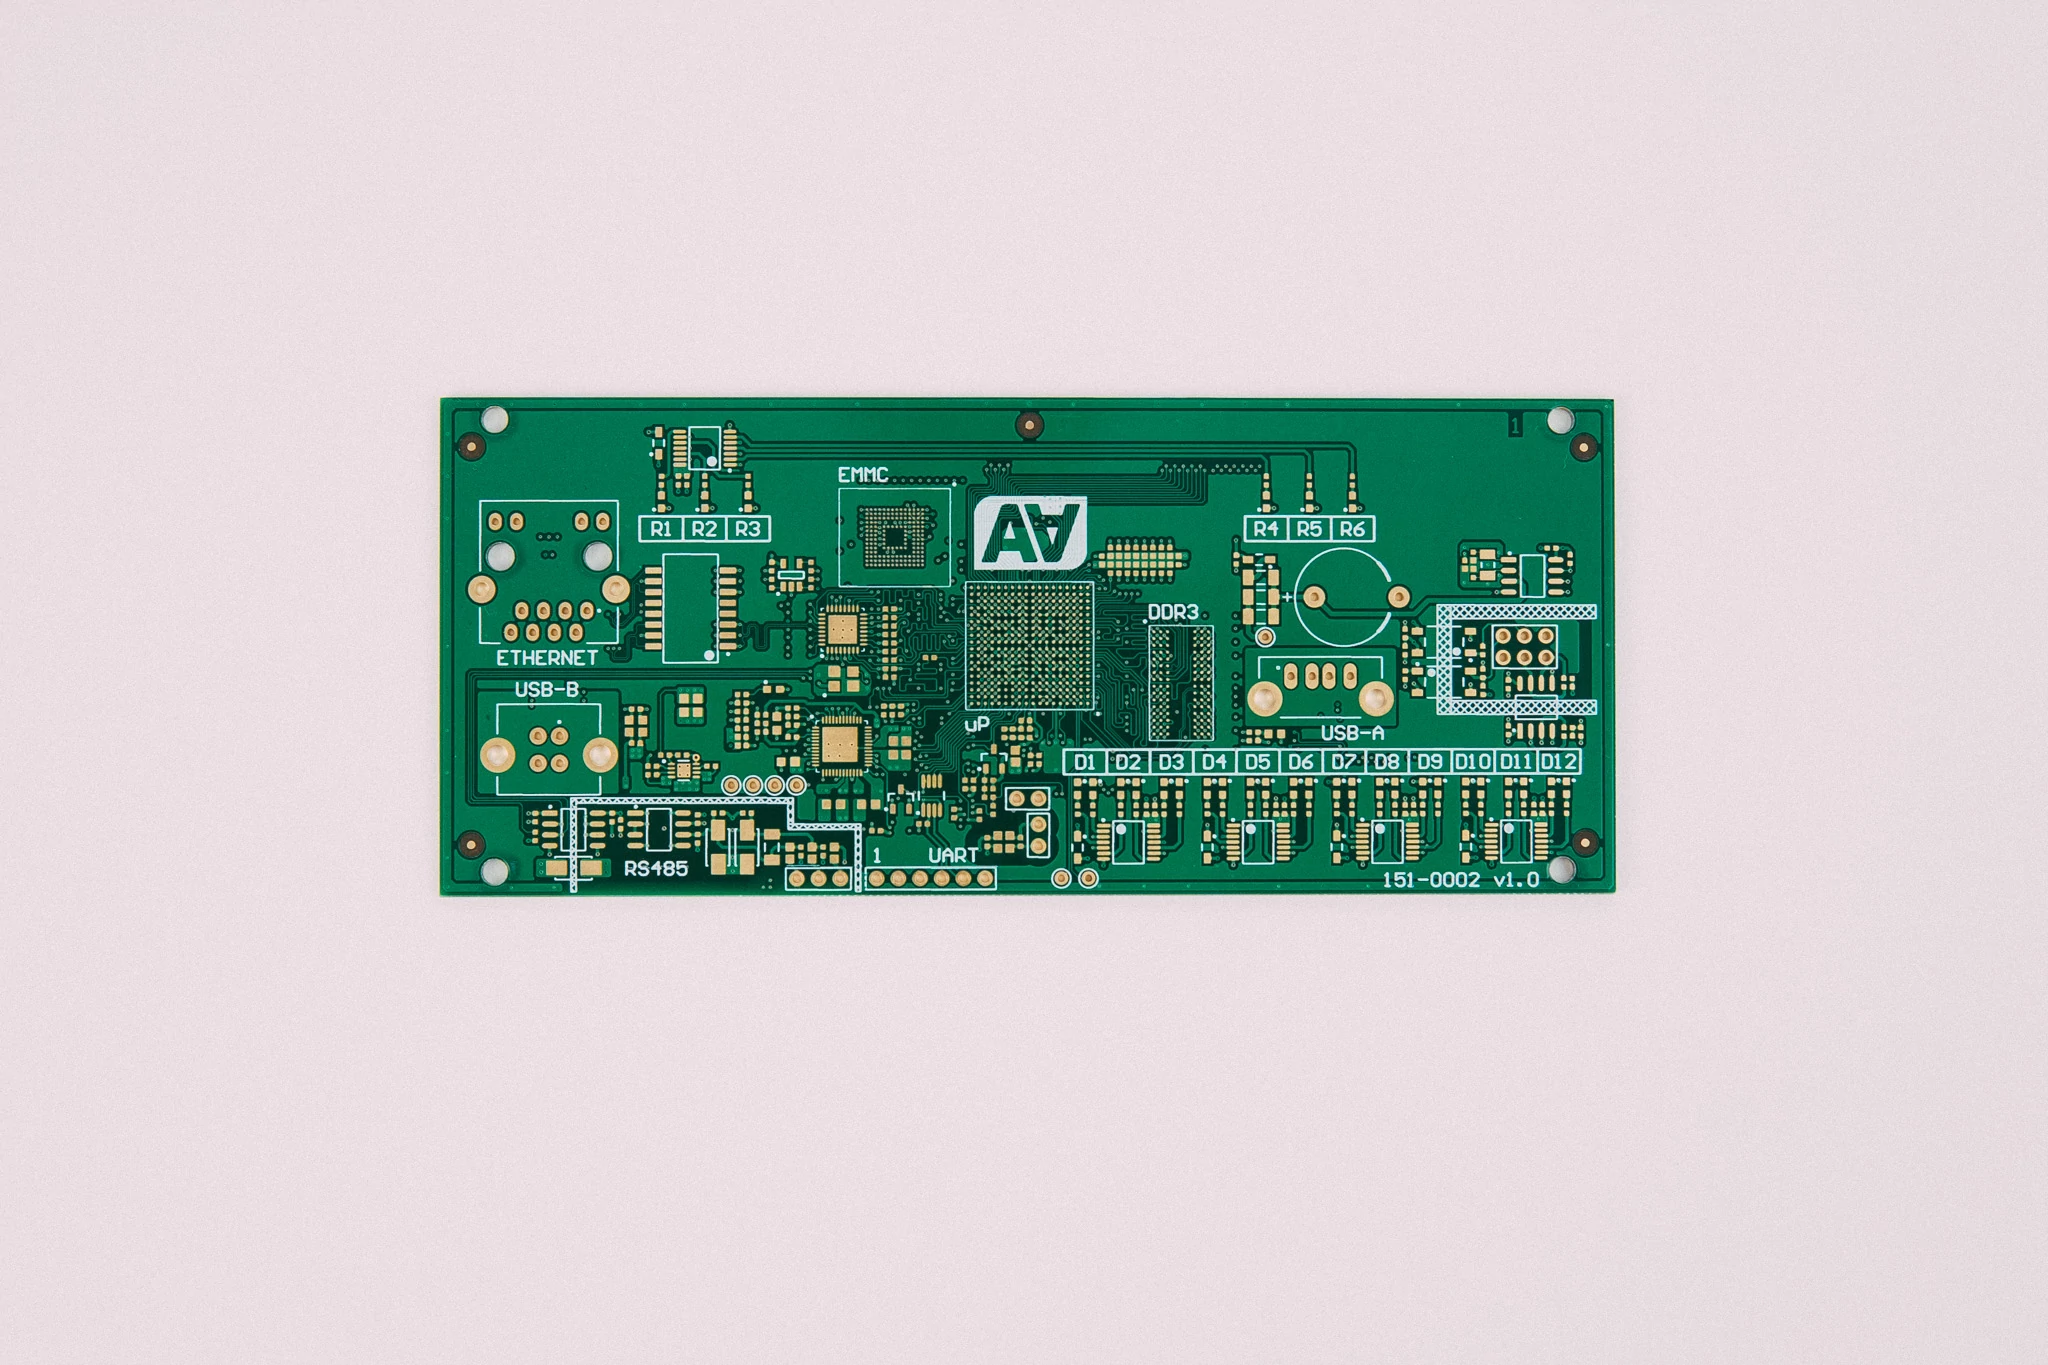 1
EMMC
AA
R1 R2 R3
R4 R5 R6
+
DDR3
ETHERNET
USB-B
uP
USB-A
D1 D2 D3 D4 D5 D6 D7 D8 D9 D10 D11 D12
1 UART
RS485
151-0002 v1.0